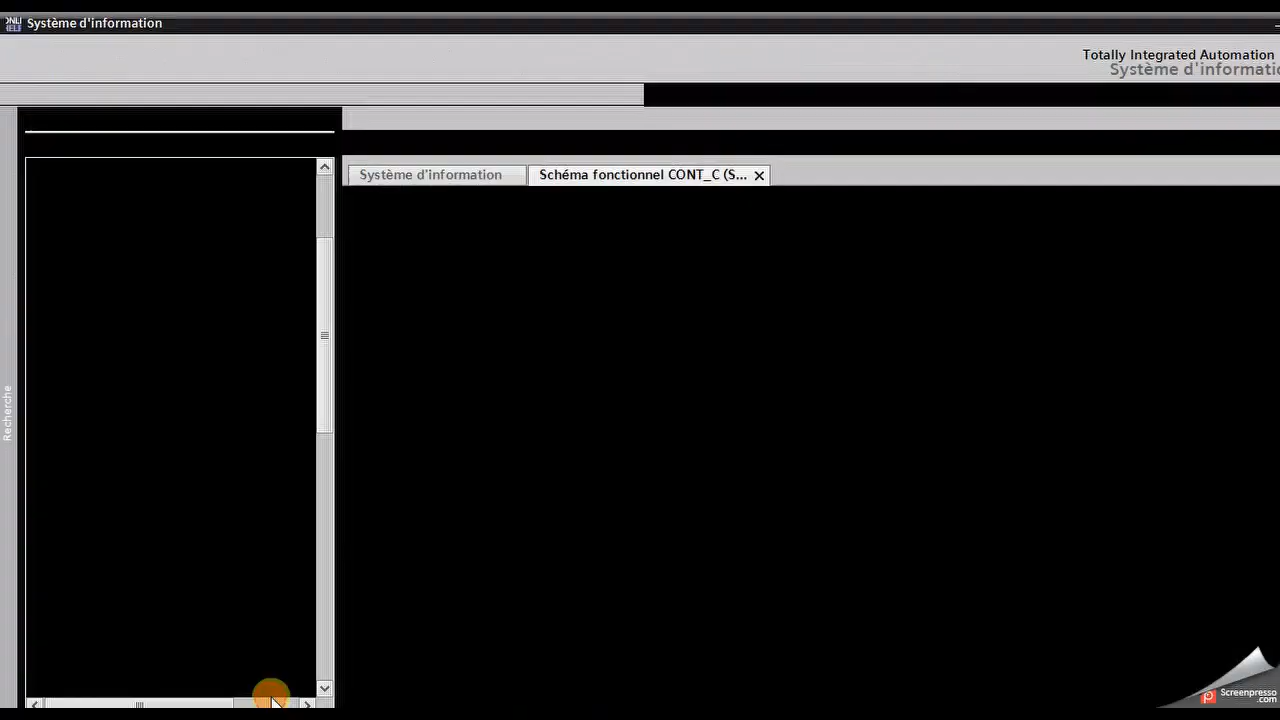 Système d'information
Totally Integrated Automation
Système d'informatio
Système d'information
Schéma fonctionnel CONT_C (S...
Recherche
Screenpresso
.com